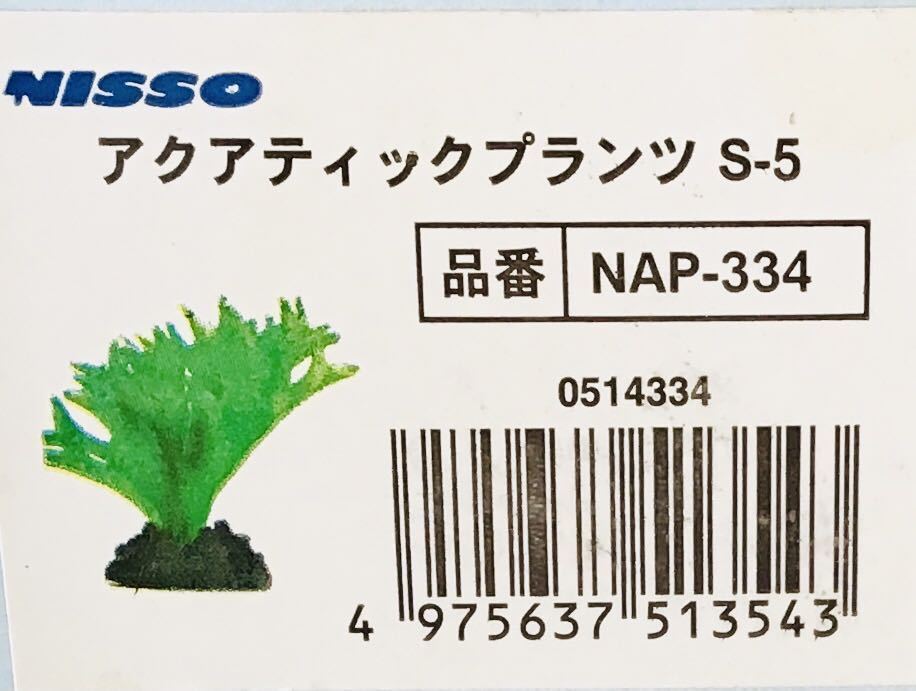 NISSO
アクアティックプランツ S-5
品番 NAP-334
0514334
4 975637 513543